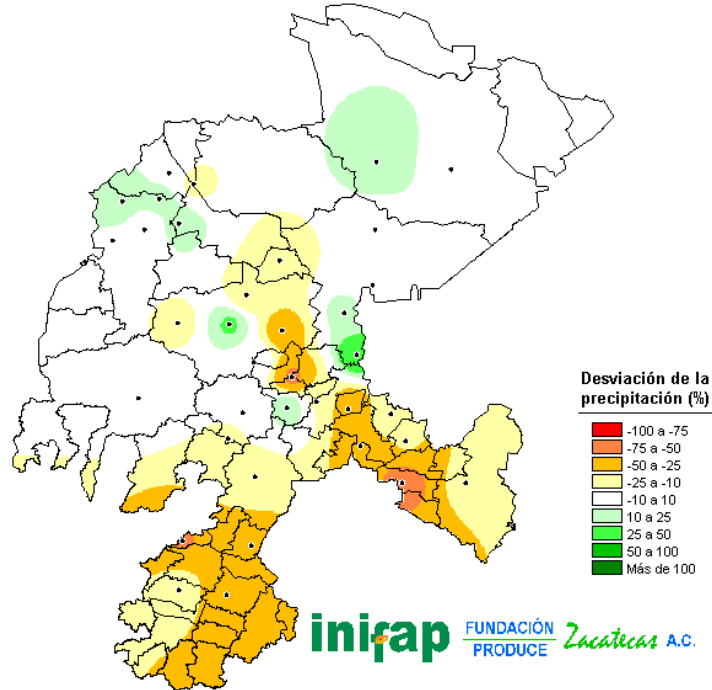 Desviación de la
precipitación (%)
-100 a -75
-75 a -50
-50 a -25
-25 a -10
-10 a 10
10 a 25
25 a 50
50 a 100
Más de 100
inifap
FUNDACIÓN
PRODUCE
Zacatecas A.C.